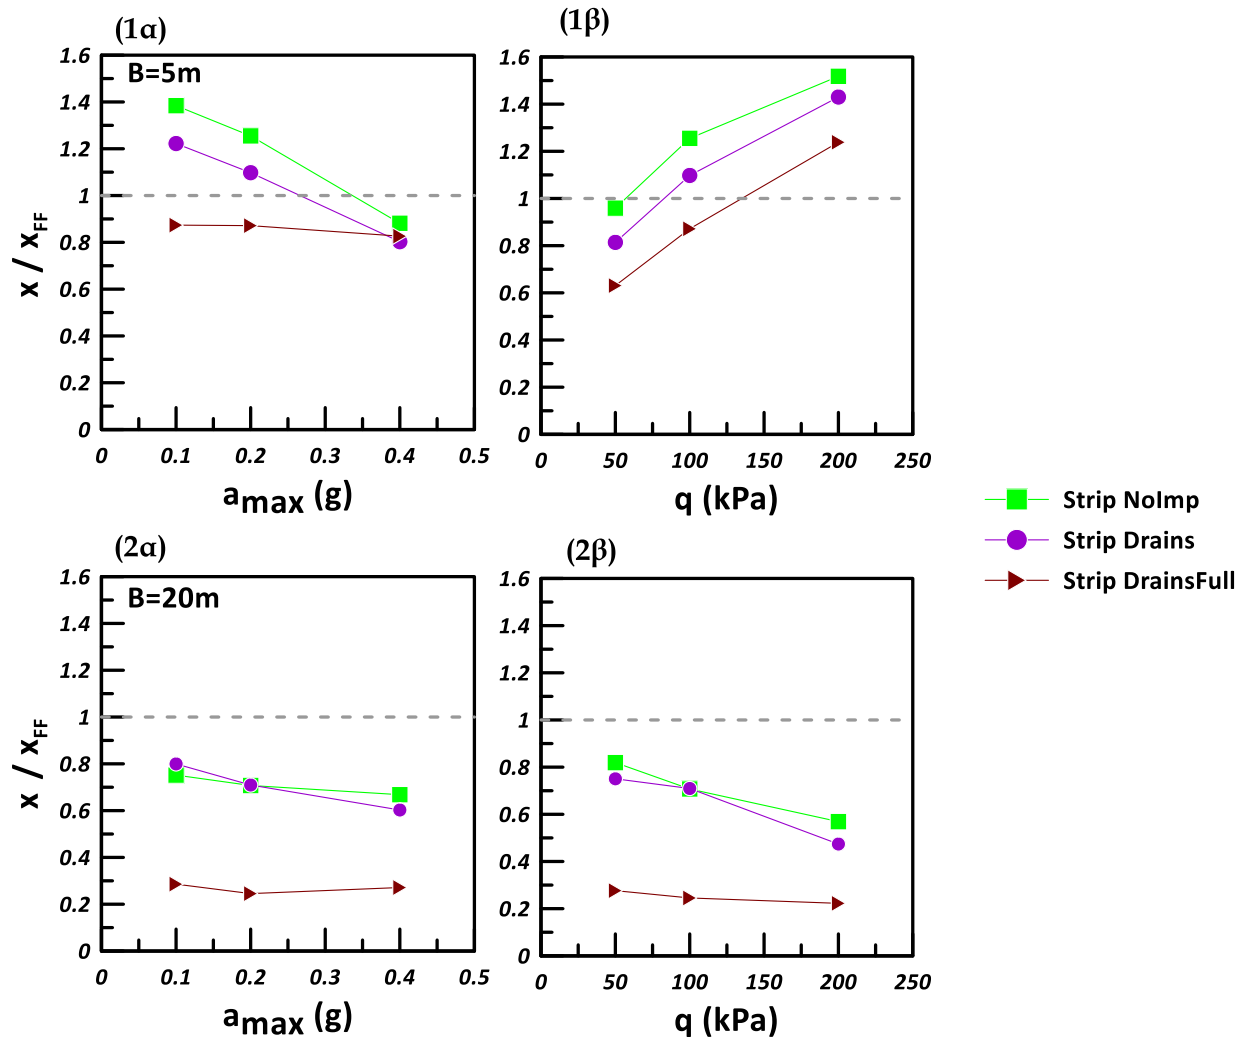 (1α)
B=5m
1.6
1.4
1.2
1
0.8
0.6
0.4
0.2
0
x / xFF
0 0.1 0.2 0.3 0.4 0.5
amax (g)
(1β)
1.6
1.4
1.2
1
0.8
0.6
0.4
0.2
0
0 50 100 150 200 250
q (kPa)
Strip NoImp
Strip Drains
Strip DrainsFull
(2α)
B=20m
1.6
1.4
1.2
1
0.8
0.6
0.4
0.2
0
x / xFF
0 0.1 0.2 0.3 0.4 0.5
amax (g)
(2β)
1.6
1.4
1.2
1
0.8
0.6
0.4
0.2
0
0 50 100 150 200 250
q (kPa)